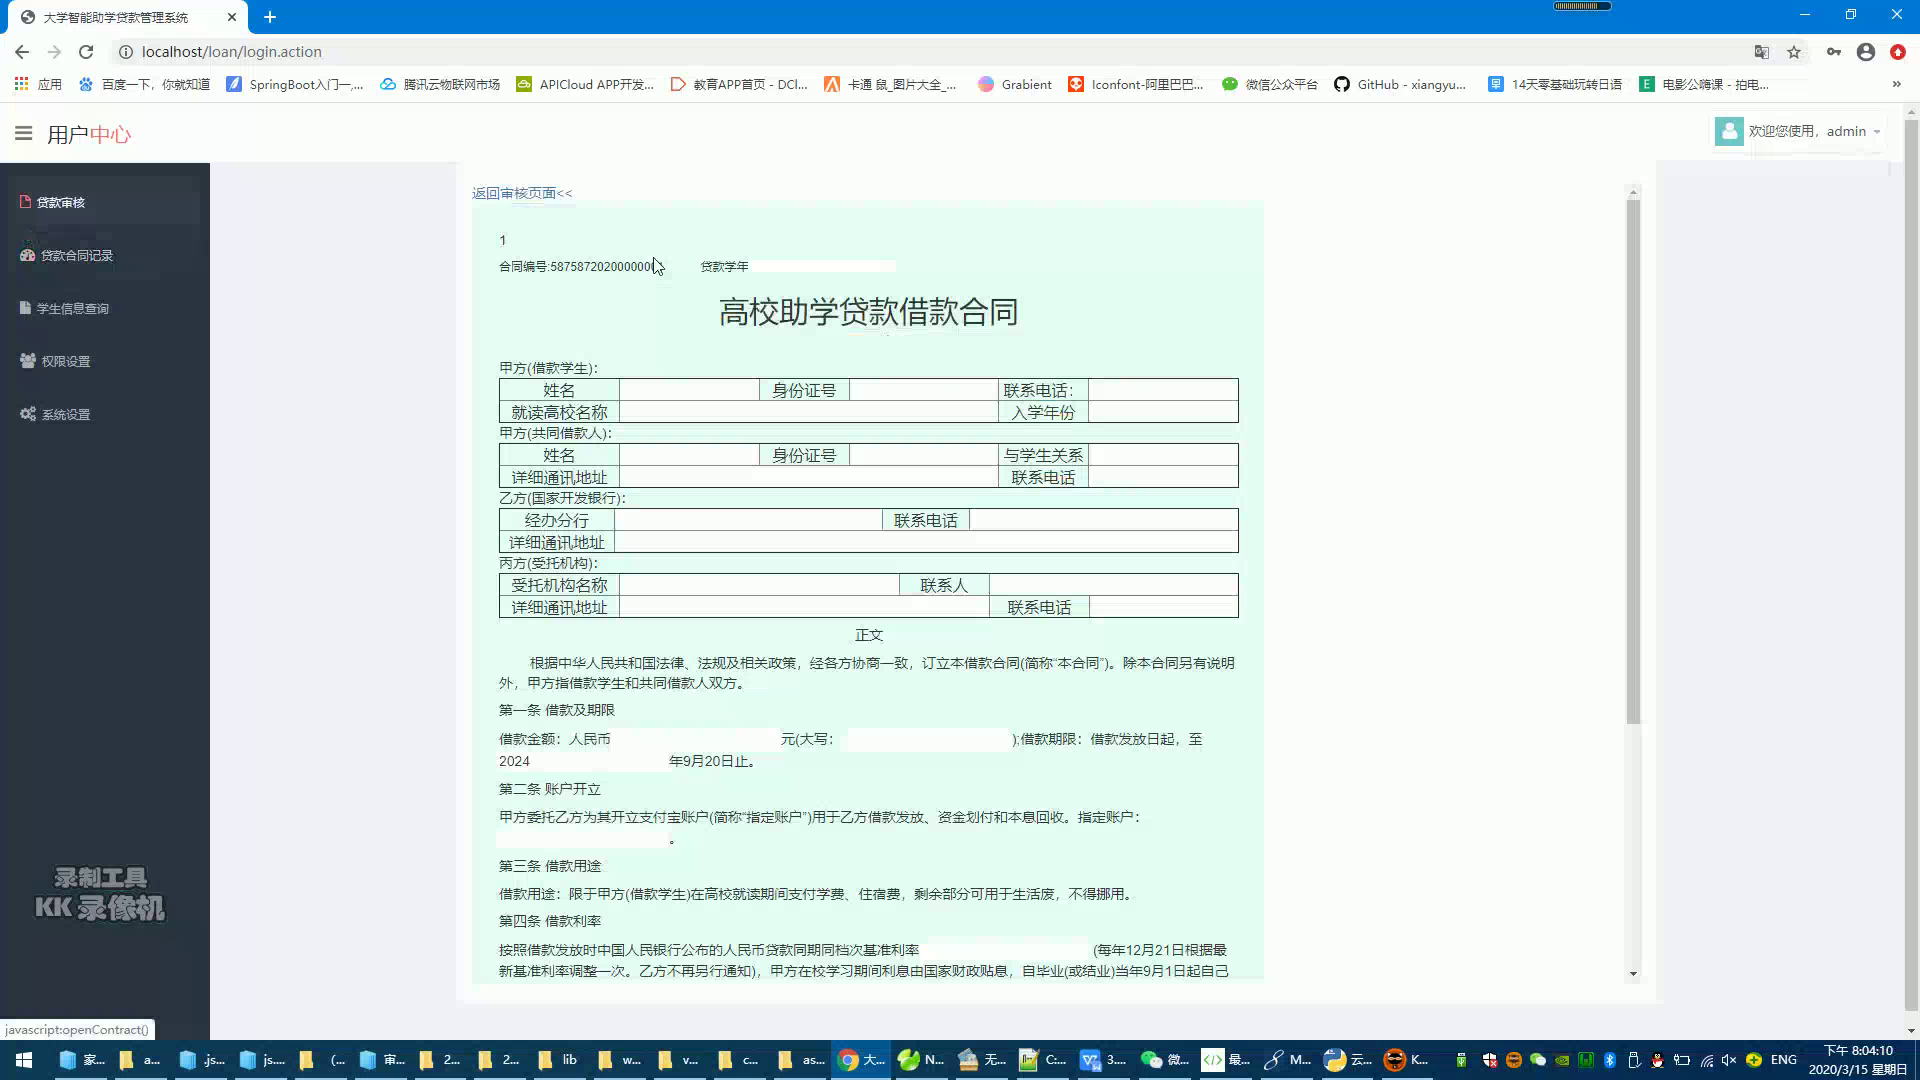 大学智能助学贷款管理系统
localhost/loan/login.action
应用 百度一下，你就知道 SpringBoot入门一,... 腾讯云物联网市场 APICloud APP开发... 教育APP首页 - DCl... 卡通 鼠_图片大全_... Grabient Iconfont-阿里巴巴... 微信公众平台 GitHub - xiangyu... 14天零基础玩转日语 电影公嗨课 - 拍电...
用户中心
欢迎您使用，admin
贷款审核
贷款合同记录
学生信息查询
权限设置
系统设置
返回审核页面<<
1
合同编号:587587202000000 贷款学年
高校助学贷款借款合同
甲方(借款学生)：
姓名 身份证号 联系电话：
就读高校名称 入学年份
甲方(共同借款人)：
姓名 身份证号 与学生关系
详细通讯地址 联系电话
乙方(国家开发银行)：
经办分行 联系电话
详细通讯地址
丙方(受托机构)：
受托机构名称 联系人
详细通讯地址 联系电话
正文
根据中华人民共和国法律、法规及相关政策，经各方协商一致，订立本借款合同(简称“本合同”)。除本合同另有说明
外，甲方指借款学生和共同借款人双方。
第一条 借款及期限
借款金额：人民币 元(大写： );借款期限：借款发放日起，至
2024 年9月20日止。
第二条 账户开立
甲方委托乙方为其开立支付宝账户(简称“指定账户”)用于乙方借款发放、资金划付和本息回收。指定账户：
。
第三条 借款用途
借款用途：限于甲方(借款学生)在高校就读期间支付学费、住宿费，剩余部分可用于生活废，不得挪用。
第四条 借款利率
按照借款发放时中国人民银行公布的人民币贷款同期同档次基准利率 (每年12月21日根据最
新基准利率调整一次。乙方不再另行通知)，甲方在校学习期间利息由国家财政贴息，自毕业(或结业)当年9月1日起自己
录制工具
KK 录像机
javascript:openContract()
家... a... .js... js.... (... 审... 2... 2... lib w... v... c... as... 大... N... 无... C:... 3.... 微... 最... M... 云... K... ENG
下午 8:04:10
2020/3/15 星期日